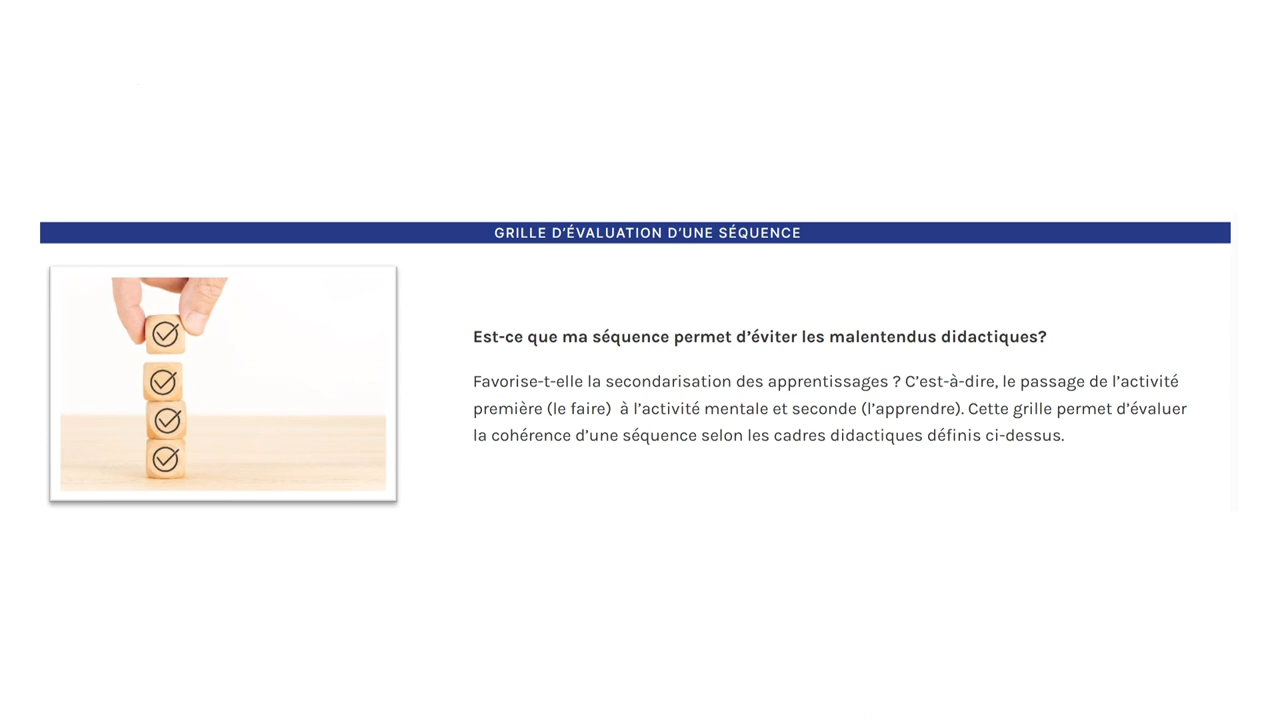 GRILLE D’ÉVALUATION D’UNE SÉQUENCE
Est-ce que ma séquence permet d’éviter les malentendus didactiques?
Favorise-t-elle la secondarisation des apprentissages ? C’est-à-dire, le passage de l’activité
première (le faire)  à l’activité mentale et seconde (l’apprendre). Cette grille permet d’évaluer
la cohérence d’une séquence selon les cadres didactiques définis ci-dessus.